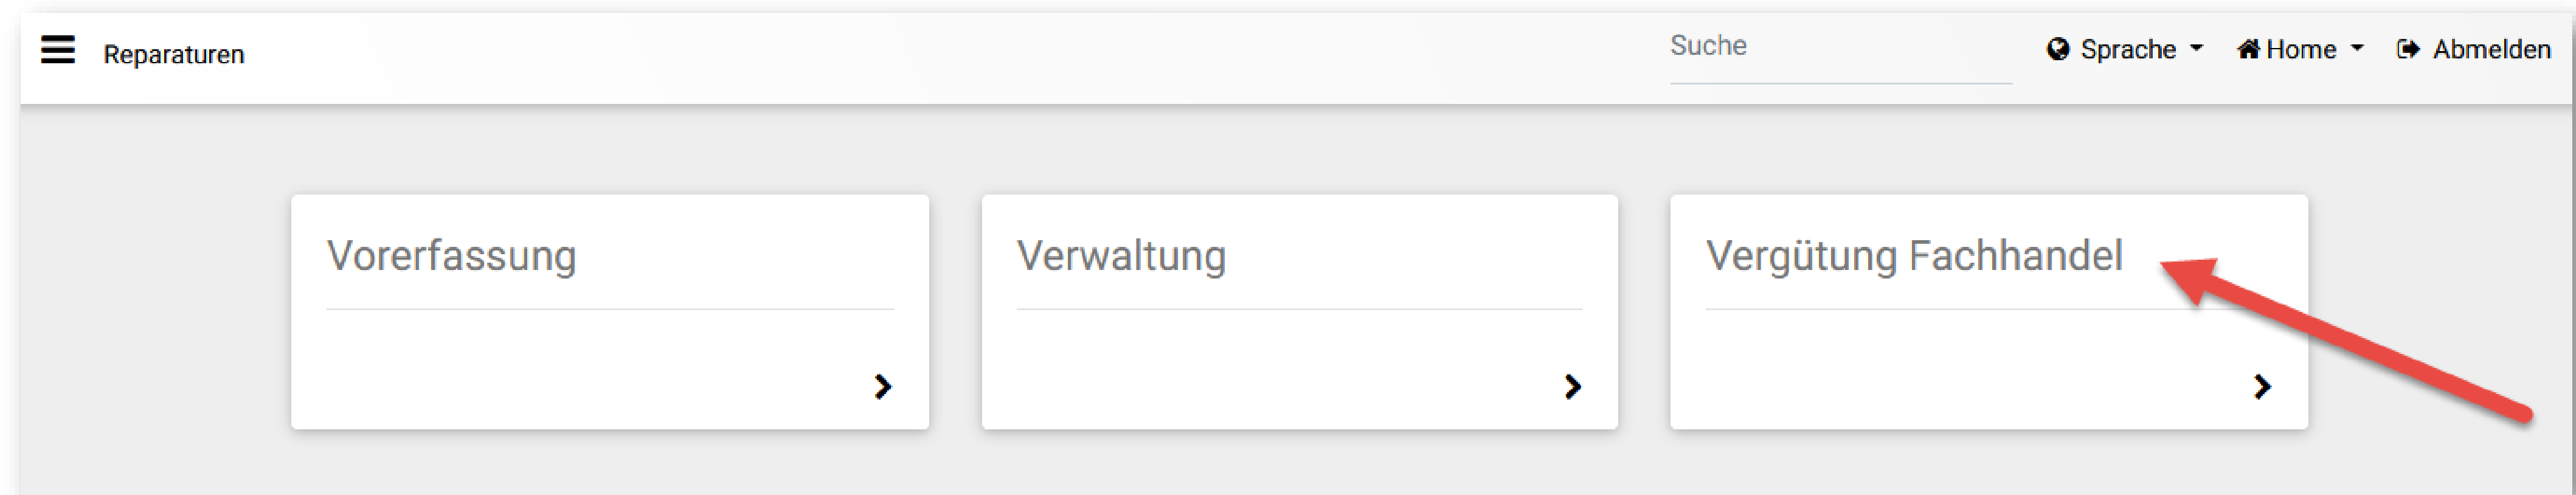 Reparaturen
Suche
Sprache
Home
Abmelden
Vorerfassung
Verwaltung
Vergütung Fachhandel